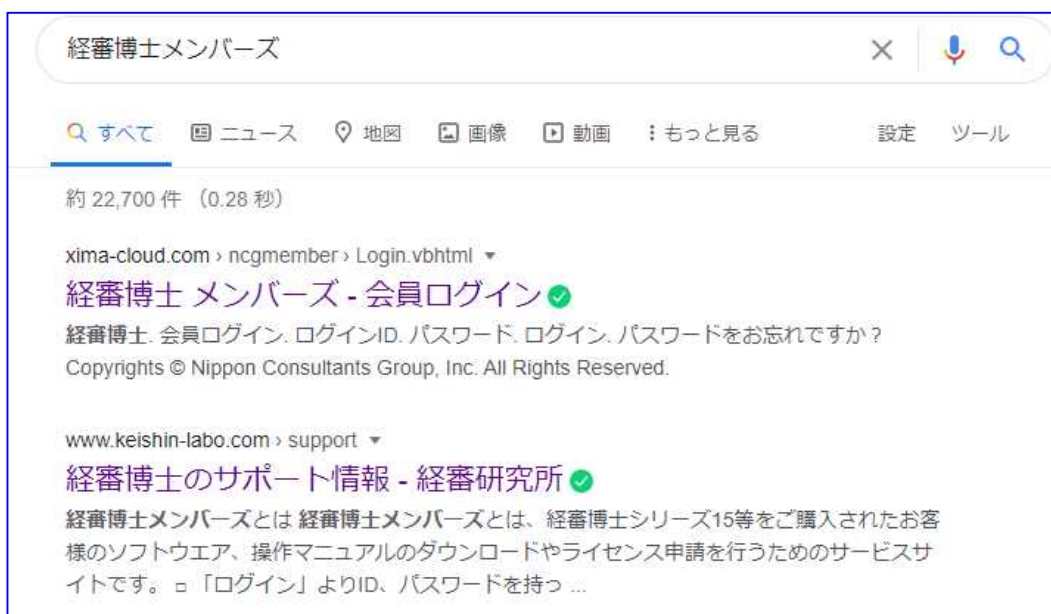 経審博士メンバーズ
すべて ニュース 地図 画像 動画 もっと見る 設定 ツール
約 22,700 件 （0.28 秒）
xima-cloud.com › ncgmember › Login.vbhtml
経審博士 メンバーズ - 会員ログイン
経審博士. 会員ログイン. ログインID. パスワード. ログイン. パスワードをお忘れですか？
Copyrights © Nippon Consultants Group, Inc. All Rights Reserved.
www.keishin-labo.com › support
経審博士のサポート情報 - 経審研究所
経審博士メンバーズとは 経審博士メンバーズとは、経審博士シリーズ15等をご購入されたお客
様のソフトウエア、操作マニュアルのダウンロードやライセンス申請を行うためのサービスサ
イトです。 □ 「ログイン」よりID、パスワードを持っ ...